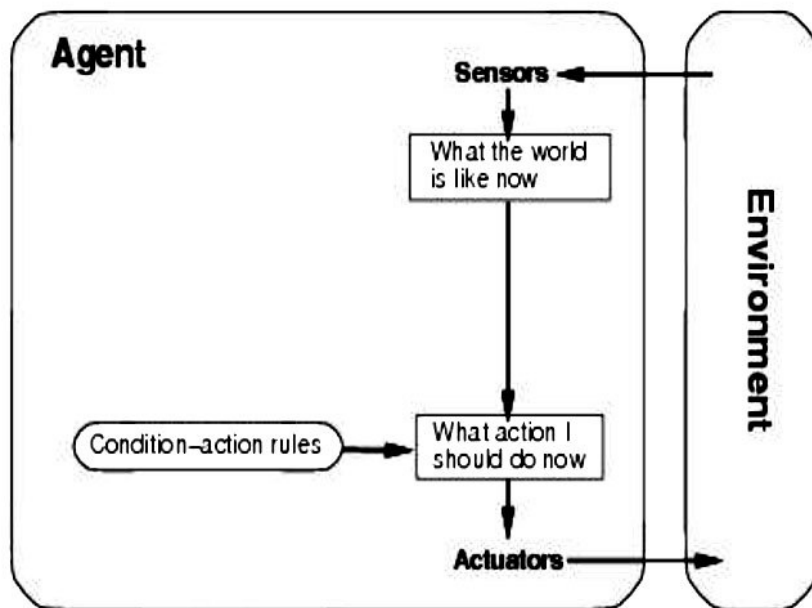 Agent
Sensors
What the world
is like now
Environment
Condition–action rules
What action I
should do now
Actuators